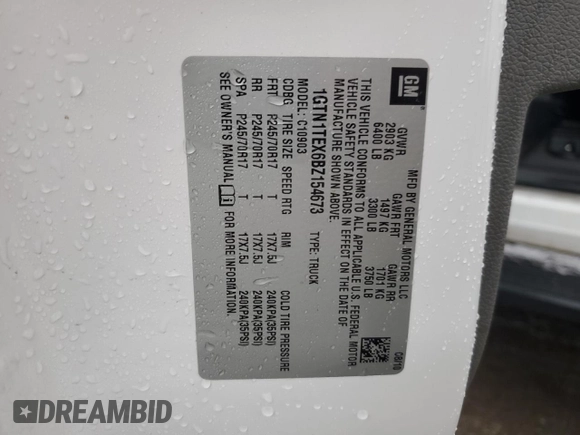 GM
MFD BY GENERAL MOTORS LLC
08/10
GVWR GAWR FRT GAWR RR
2903 KG 1497 KG 1701 KG
6400 LB 3300 LB 3750 LB
THIS VEHICLE CONFORMS TO ALL APPLICABLE U.S. FEDERAL MOTOR
VEHICLE SAFETY STANDARDS IN EFFECT ON THE DATE OF
MANUFACTURE SHOWN ABOVE.
1GTN1TEX6BZ154673 TYPE: TRUCK
MODEL: C10903
CDBG TIRE SIZE SPEED RTG RIM COLD TIRE PRESSURE
FRT P245/70R17 T 17X7.5J 240KPA(35PSI)
RR P245/70R17 T 17X7.5J 240KPA(35PSI)
SPA P245/70R17 T 17X7.5J 240KPA(35PSI)
SEE OWNER'S MANUAL FOR MORE INFORMATION.
DREAMBID
DREAMBID.COM